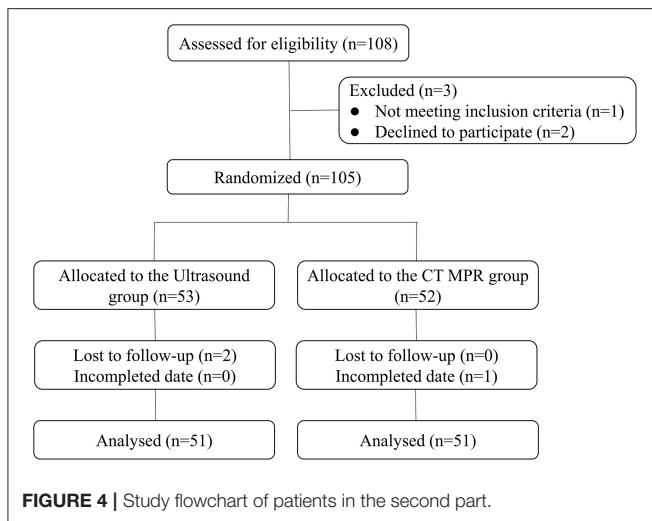 Assessed for eligibility (n=108)
Excluded (n=3)
● Not meeting inclusion criteria (n=1)
● Declined to participate (n=2)
Randomized (n=105)
Allocated to the Ultrasound
group (n=53)
Allocated to the CT MPR group
(n=52)
Lost to follow-up (n=2)
Incompleted date (n=0)
Lost to follow-up (n=0)
Incompleted date (n=1)
Analysed (n=51)
Analysed (n=51)
FIGURE 4 | Study flowchart of patients in the second part.